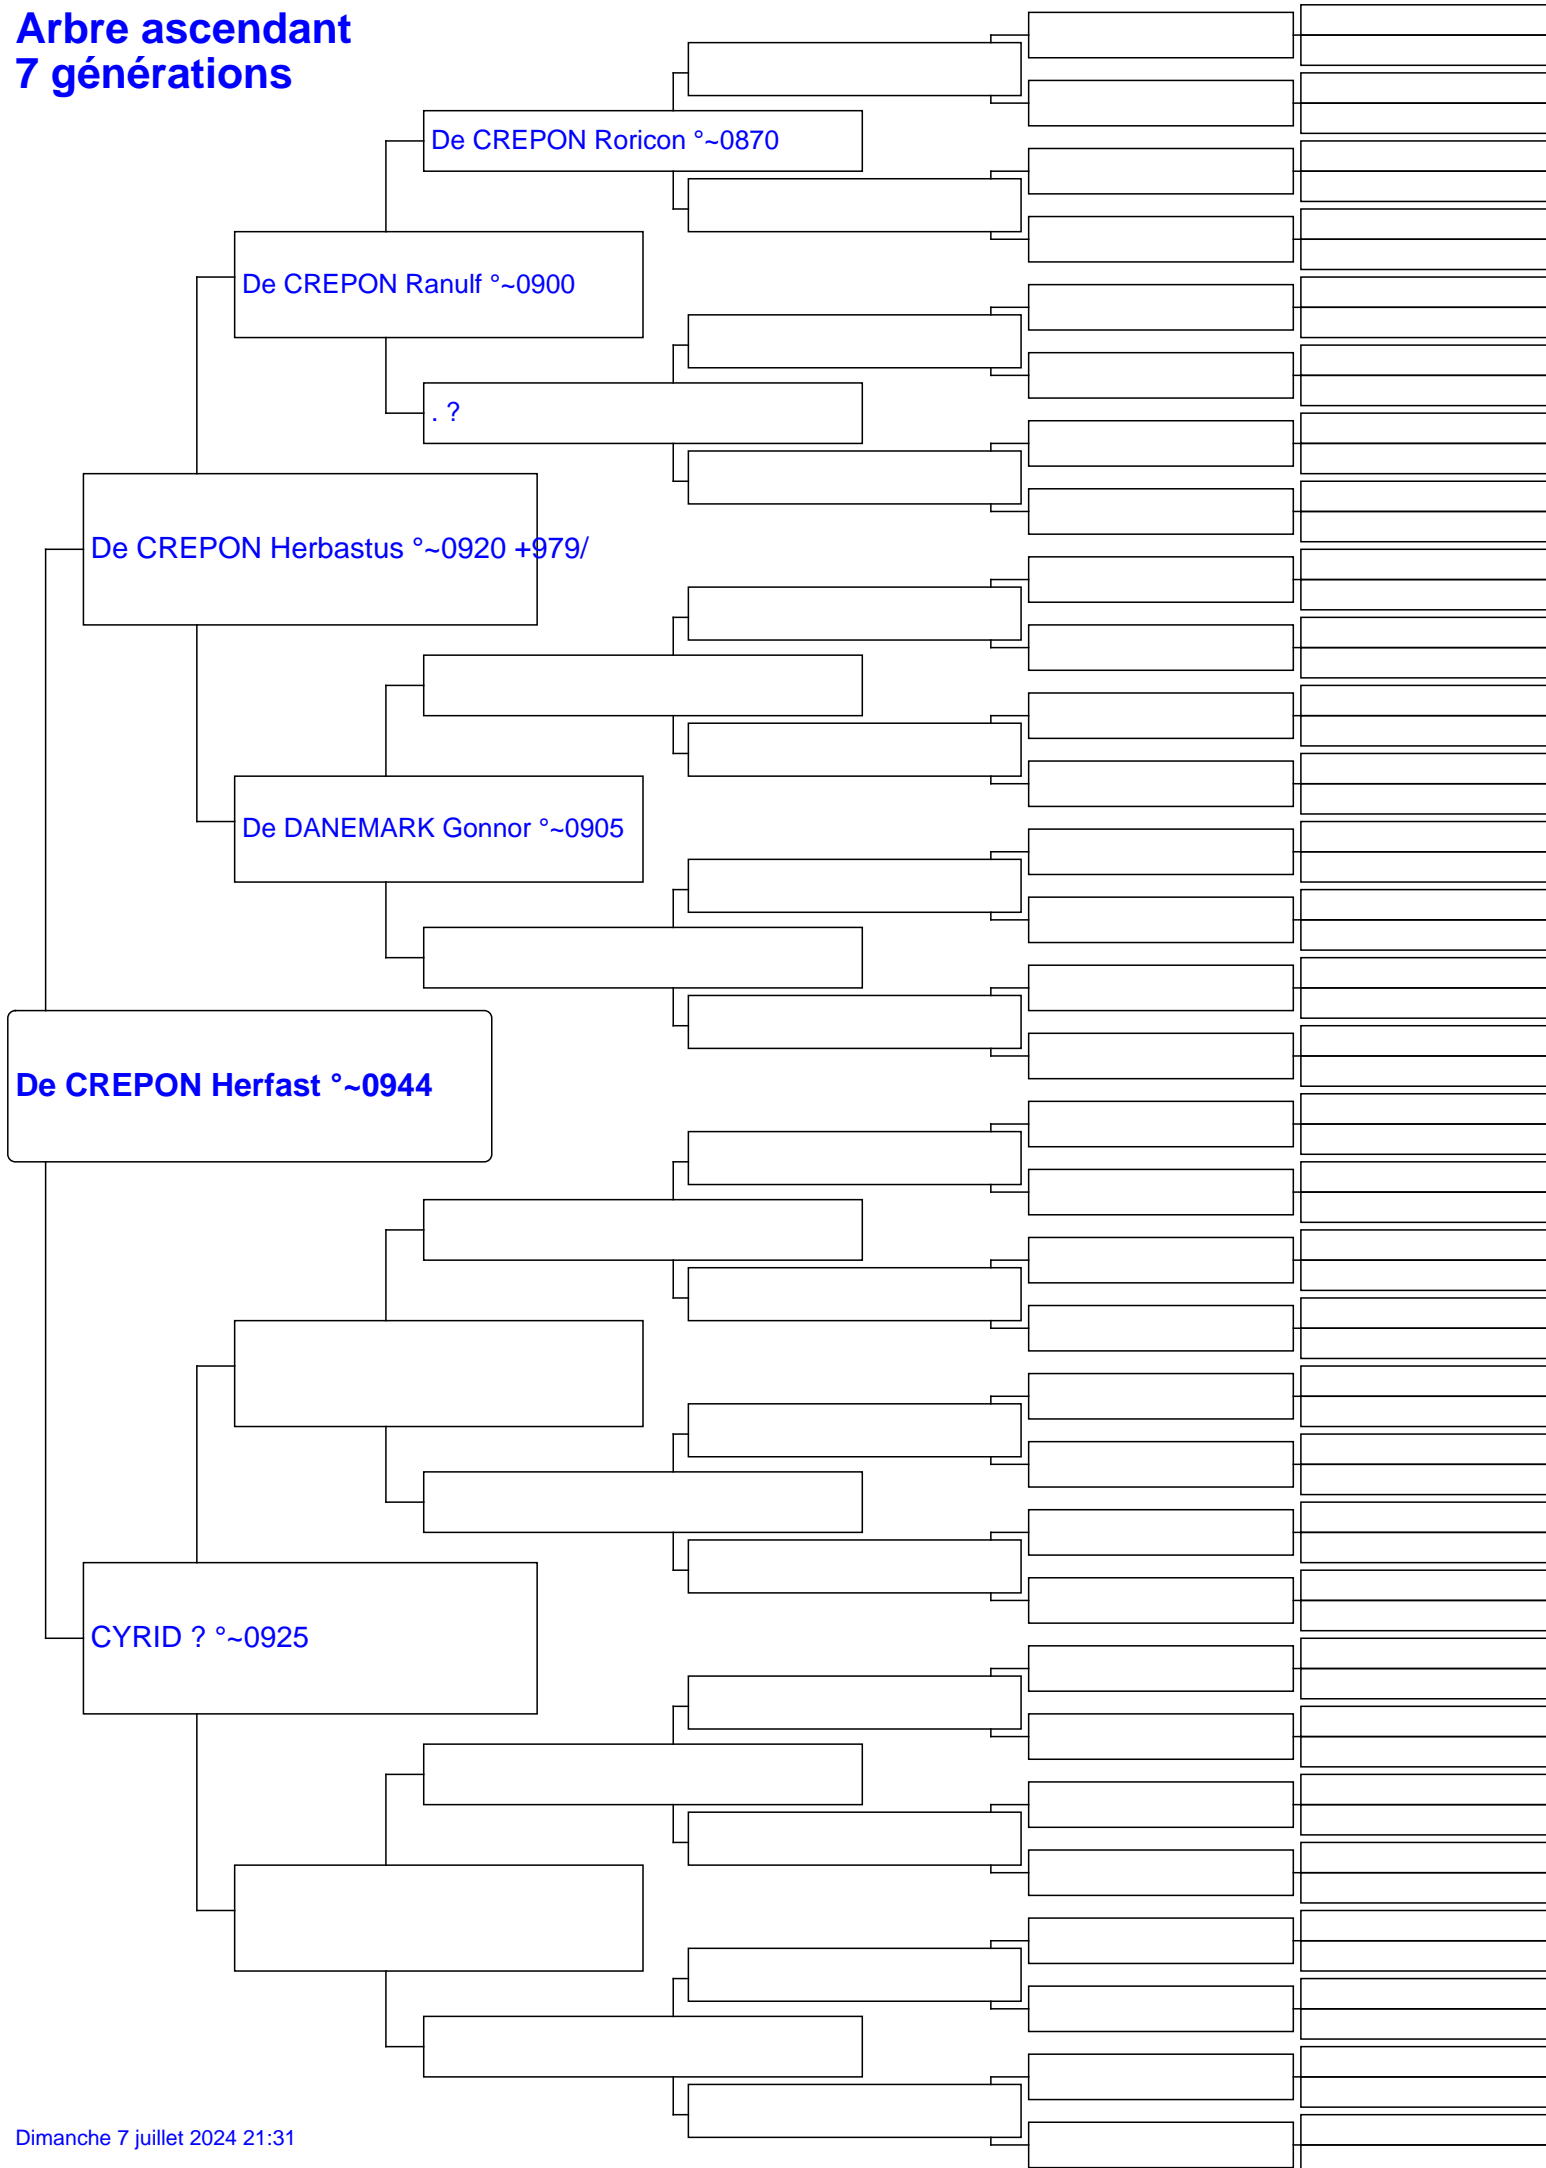 Arbre ascendant
7 générations
De CREPON Roricon °~0870
De CREPON Ranulf °~0900
. ?
De CREPON Herbastus °~0920 +979/
De DANEMARK Gonnor °~0905
De CREPON Herfast °~0944
CYRID ? °~0925
Dimanche 7 juillet 2024 21:31